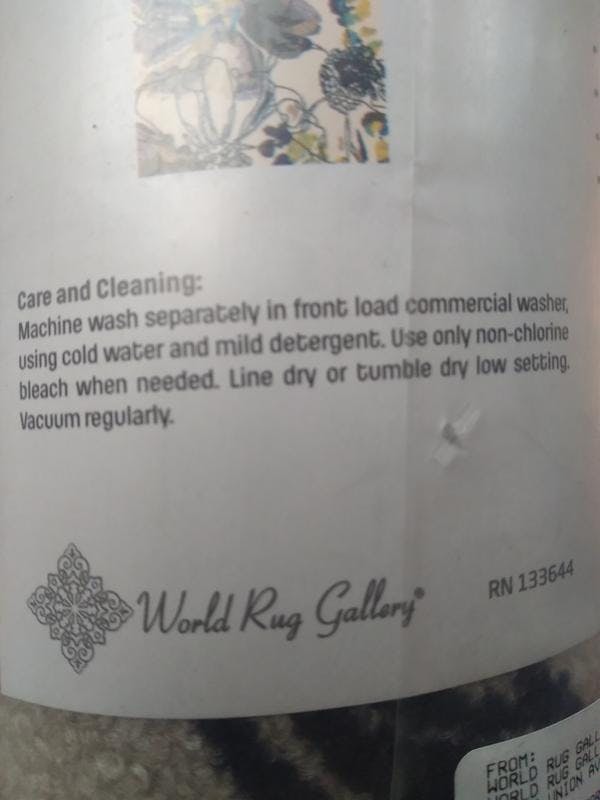 Care and Cleaning:
Machine wash separately in front load commercial washer,
using cold water and mild detergent. Use only non-chlorine
bleach when needed. Line dry or tumble dry low setting.
Vacuum regularly.
World Rug Gallery®
RN 133644
FROM:
WORLD RUG GALL
WORLD RUG GALL
UNION AV